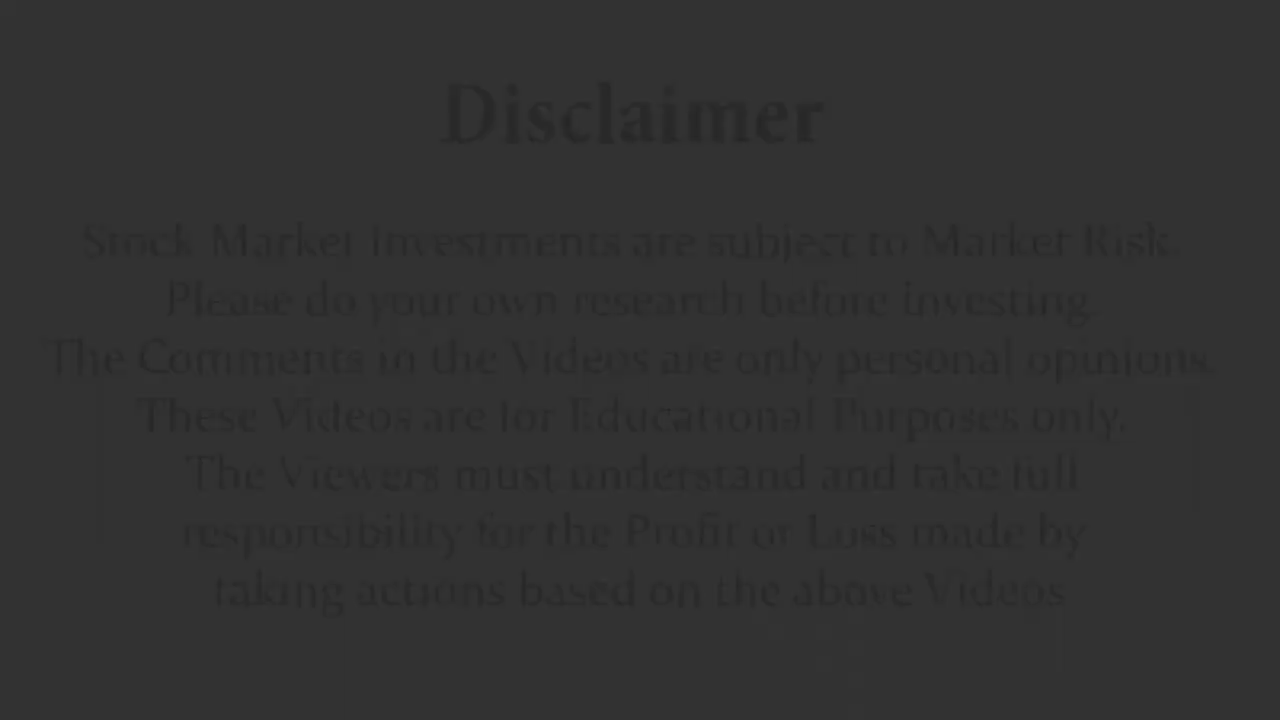 Disclaimer
Stock Market Investments are subject to Market Risk.
Please do your own research before investing.
The Comments in the Videos are only personal opinions.
These Videos are for Educational Purposes only.
The Viewers must understand and take full
responsibility for the Profit or Loss made by
taking actions based on the above Videos